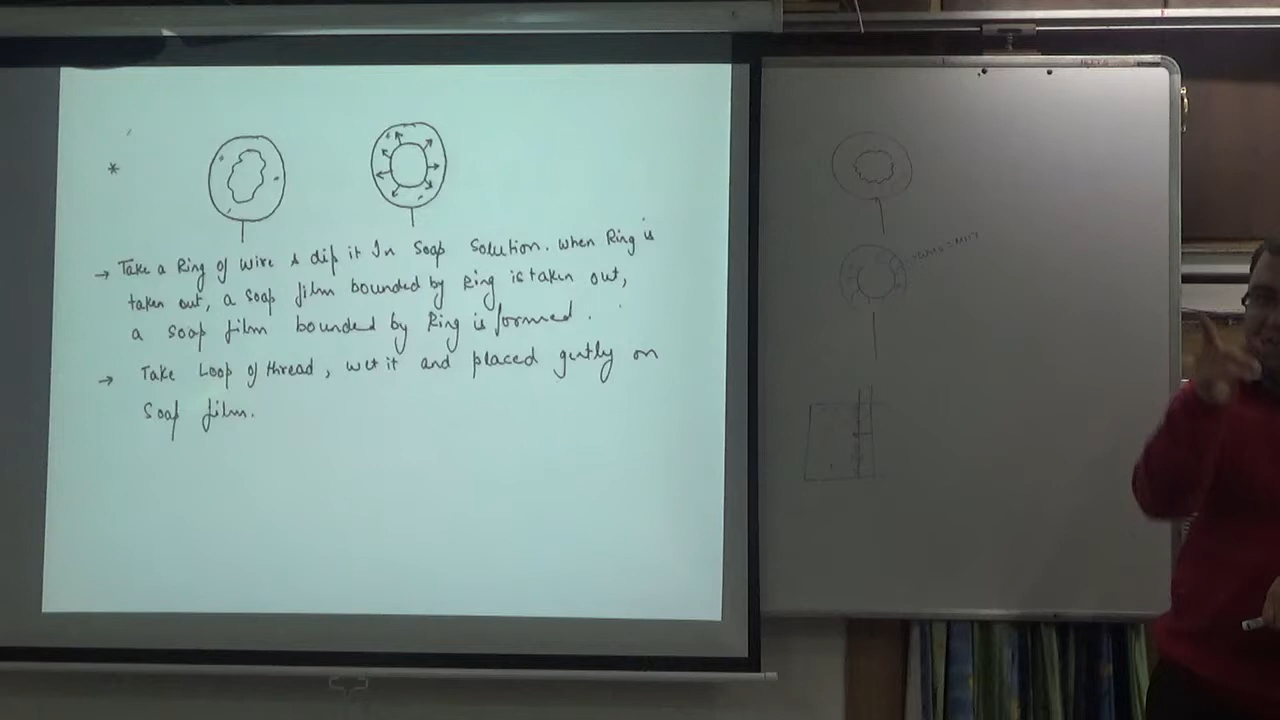 *
→ Take a Ring of wire & dip it In Soap Solution. when Ring is
taken out, a soap film bounded by Ring is taken out,
a soap film bounded by Ring is formed.
→ Take Loop of thread, wet it and placed gently on
Soap film.